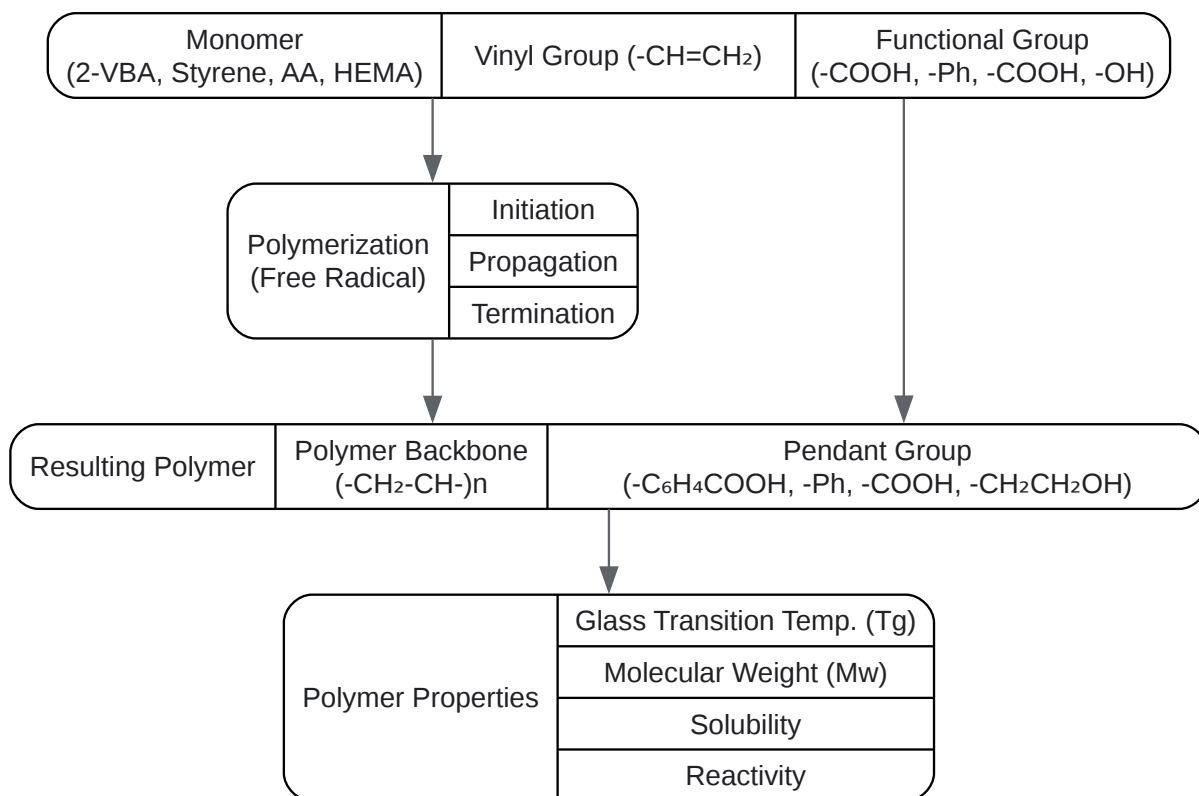 Monomer
(2-VBA, Styrene, AA, HEMA)
Vinyl Group (-CH=CH₂)
Functional Group
(-COOH, -Ph, -COOH, -OH)
Polymerization
(Free Radical)
Initiation
Propagation
Termination
Resulting Polymer
Polymer Backbone
(-CH₂-CH-)n
Pendant Group
(-C₆H₄COOH, -Ph, -COOH, -CH₂CH₂OH)
Polymer Properties
Glass Transition Temp. (Tg)
Molecular Weight (Mw)
Solubility
Reactivity